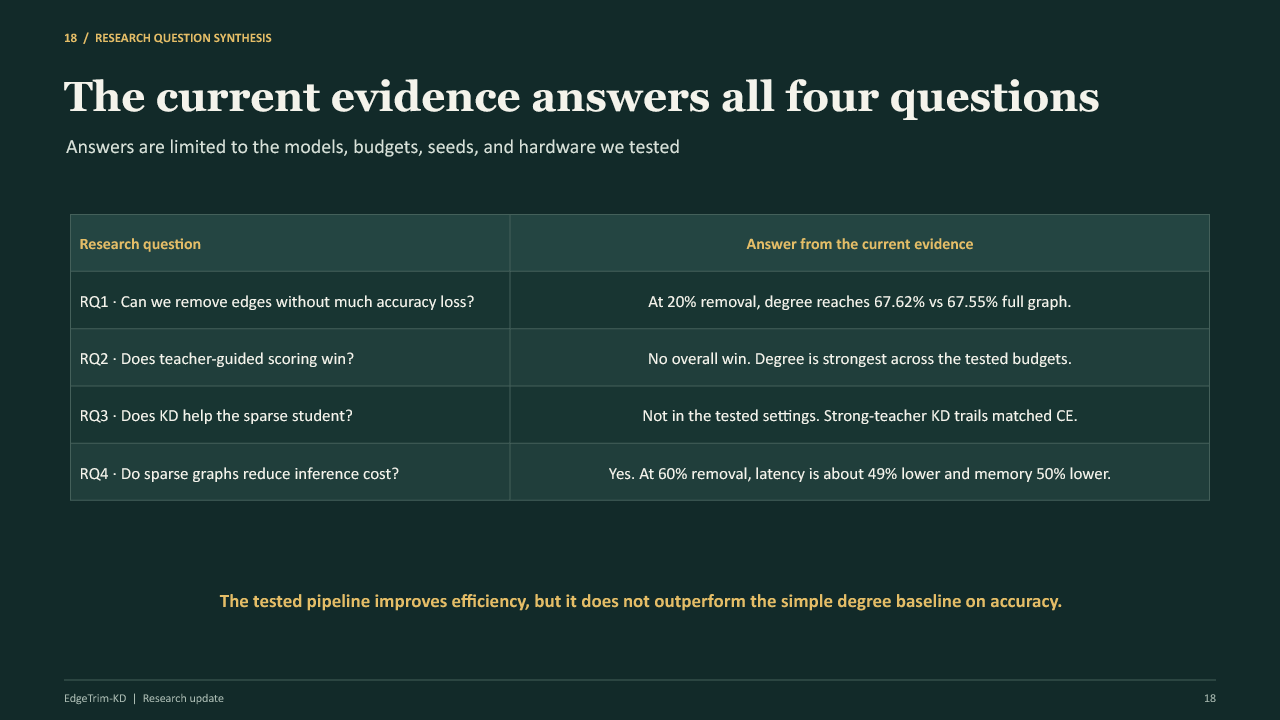 18 / RESEARCH QUESTION SYNTHESIS
The current evidence answers all four questions
Answers are limited to the models, budgets, seeds, and hardware we tested
Research question
Answer from the current evidence
RQ1 · Can we remove edges without much accuracy loss?
At 20% removal, degree reaches 67.62% vs 67.55% full graph.
RQ2 · Does teacher-guided scoring win?
No overall win. Degree is strongest across the tested budgets.
RQ3 · Does KD help the sparse student?
Not in the tested settings. Strong-teacher KD trails matched CE.
RQ4 · Do sparse graphs reduce inference cost?
Yes. At 60% removal, latency is about 49% lower and memory 50% lower.
The tested pipeline improves efficiency, but it does not outperform the simple degree baseline on accuracy.
EdgeTrim-KD | Research update
18